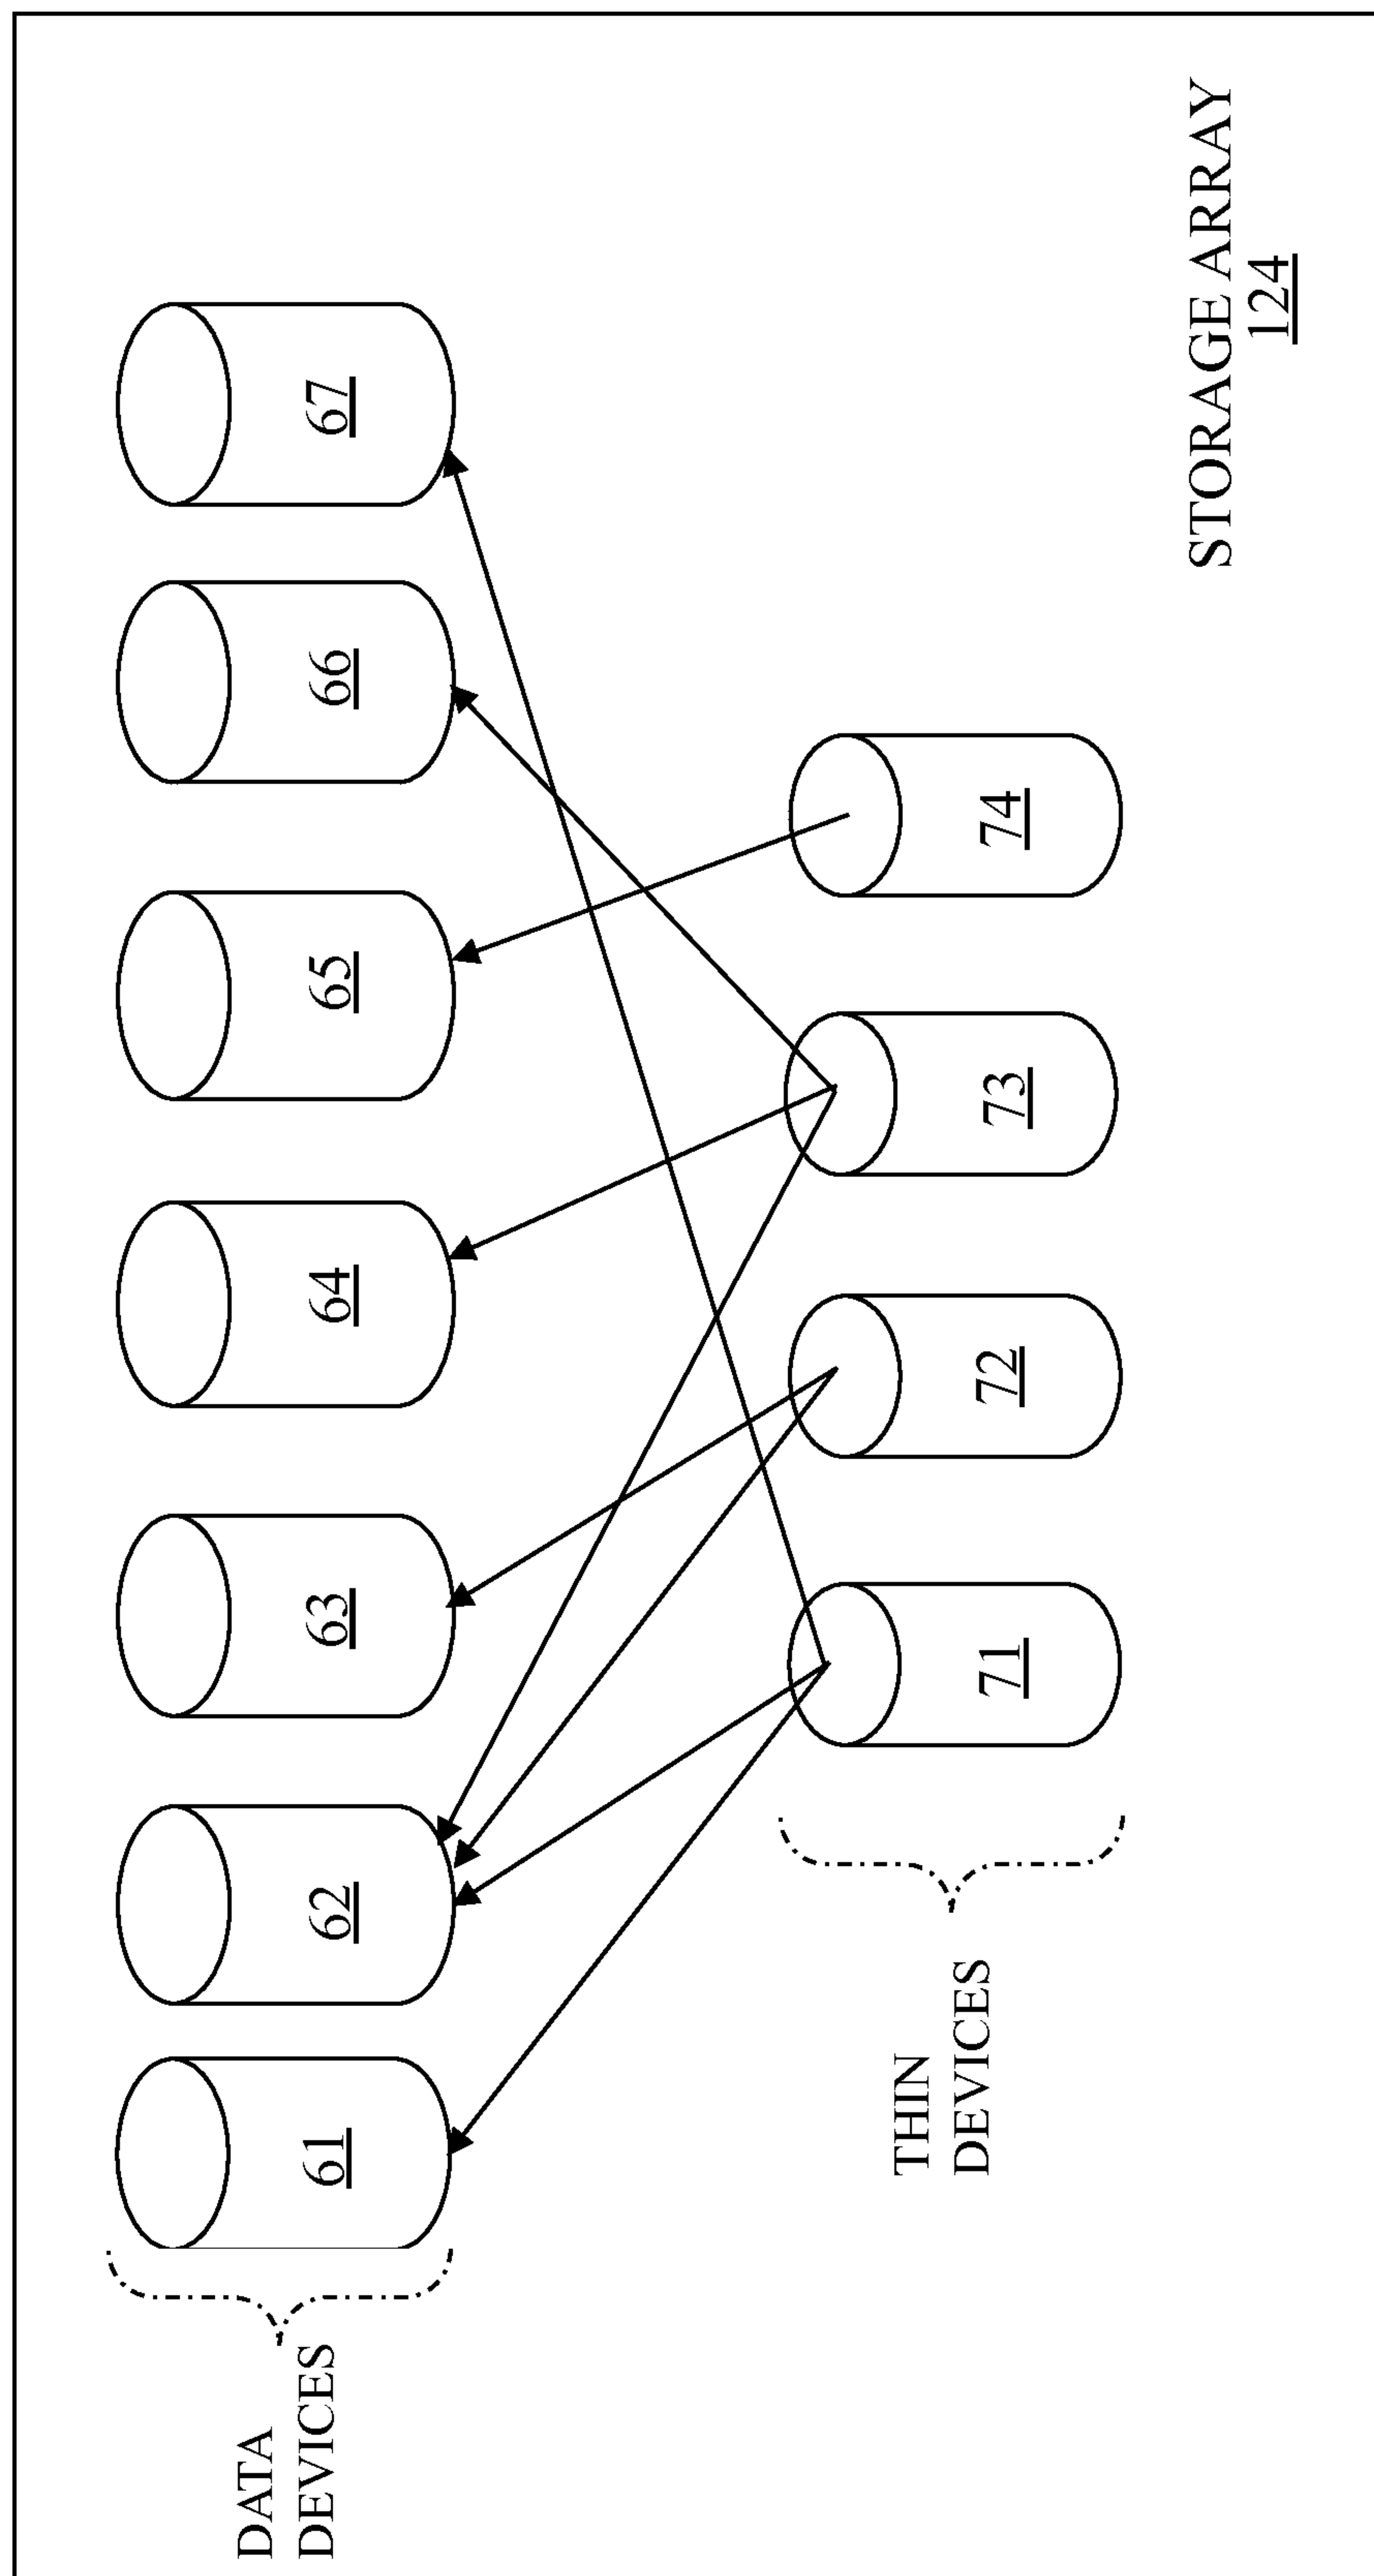 DATA
DEVICES
61
62
63
64
65
66
67
THIN
DEVICES
71
72
73
74
STORAGE ARRAY
124